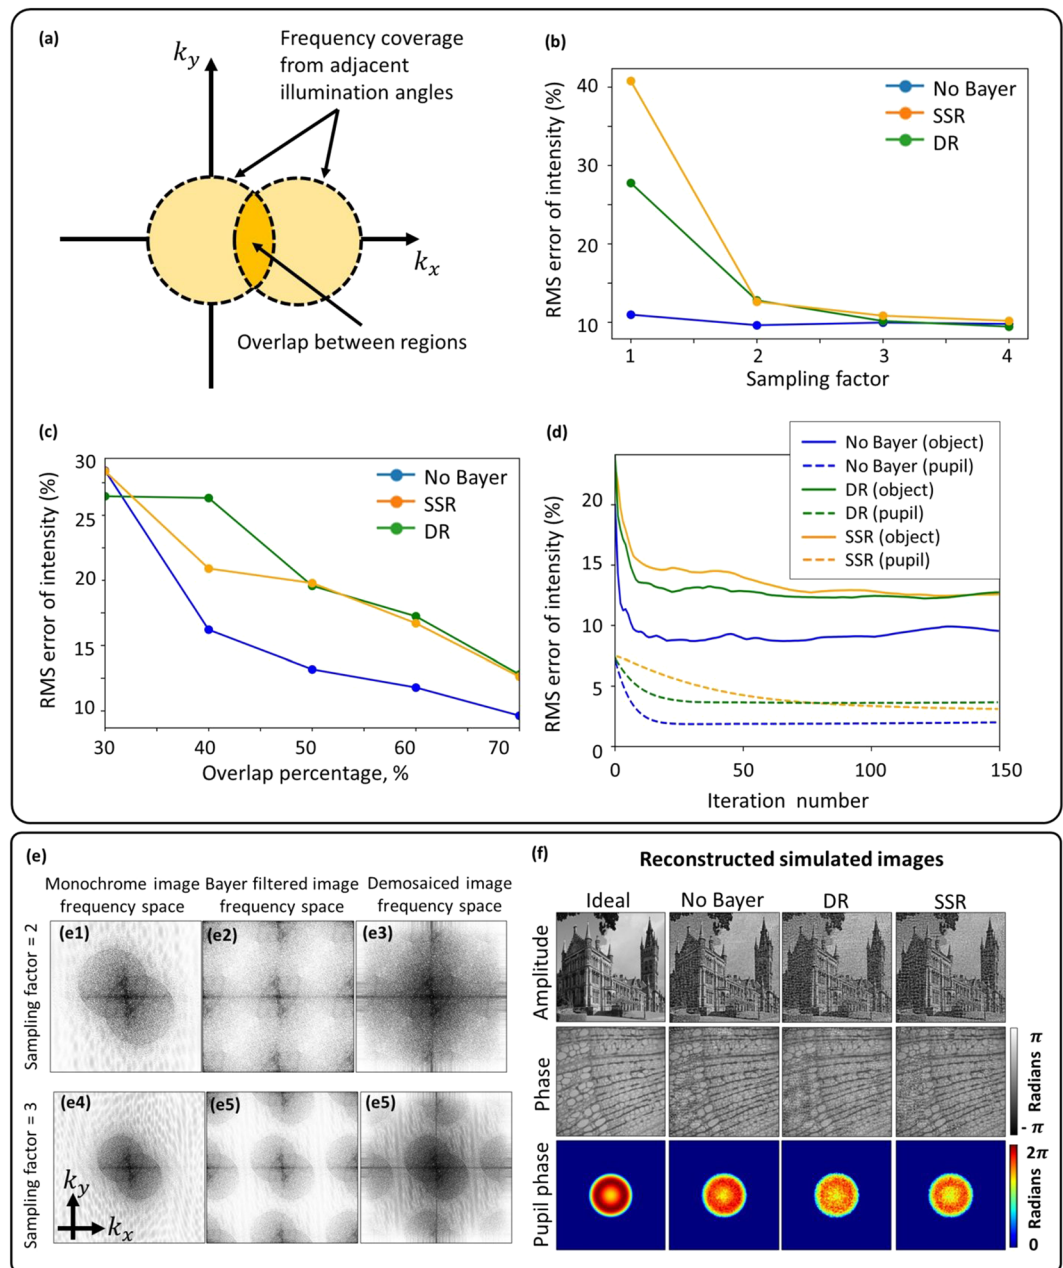 (a)
Frequency coverage
from adjacent
illumination angles
k_y
k_x
Overlap between regions
(b)
RMS error of intensity (%)
40
30
20
10
No Bayer
SSR
DR
1 2 3 4
Sampling factor
(c)
RMS error of intensity (%)
30
25
20
15
10
No Bayer
SSR
DR
30 40 50 60 70
Overlap percentage, %
(d)
RMS error of intensity (%)
20
15
10
5
0
No Bayer (object)
No Bayer (pupil)
DR (object)
DR (pupil)
SSR (object)
SSR (pupil)
0 50 100 150
Iteration number
(e)
Monochrome image
frequency space
Bayer filtered image
frequency space
Demosaiced image
frequency space
Sampling factor = 2
(e1) (e2) (e3)
Sampling factor = 3
(e4) (e5) (e5)
k_y
k_x
(f)
Reconstructed simulated images
Ideal No Bayer DR SSR
Amplitude
Phase
π
Radians
- π
Pupil phase
2π
Radians
0